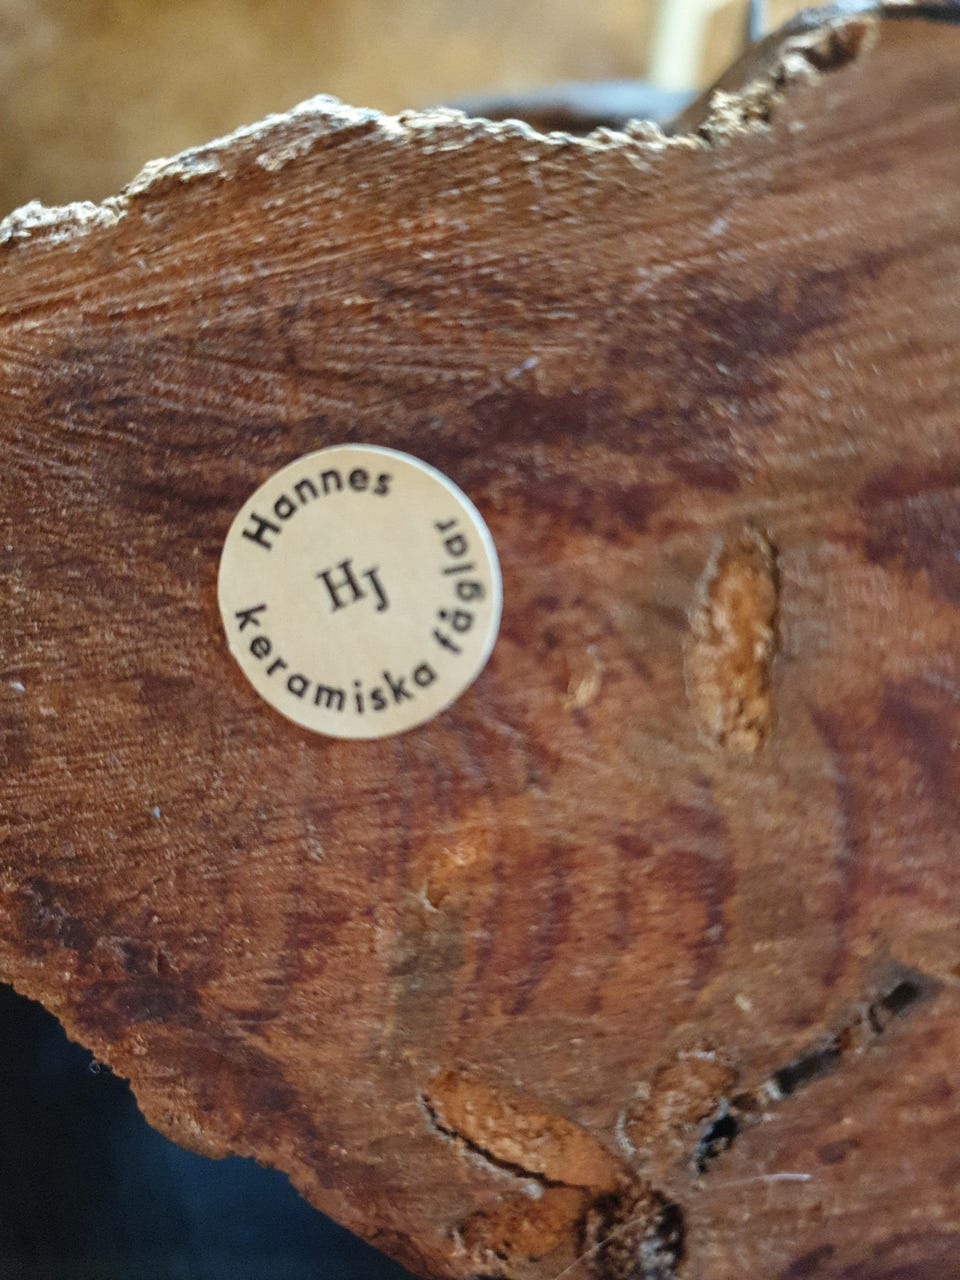 Hannes
HJ
keramiska fåglar